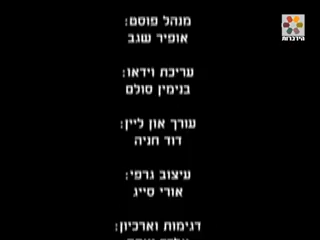 מנהל פוסט:
אופיר שגב
עריכת וידאו:
בנימין סולם
עורך און ליין:
דוד חניה
עיצוב גרפי:
אורי סייג
דגימות וארכיון:
הידברות